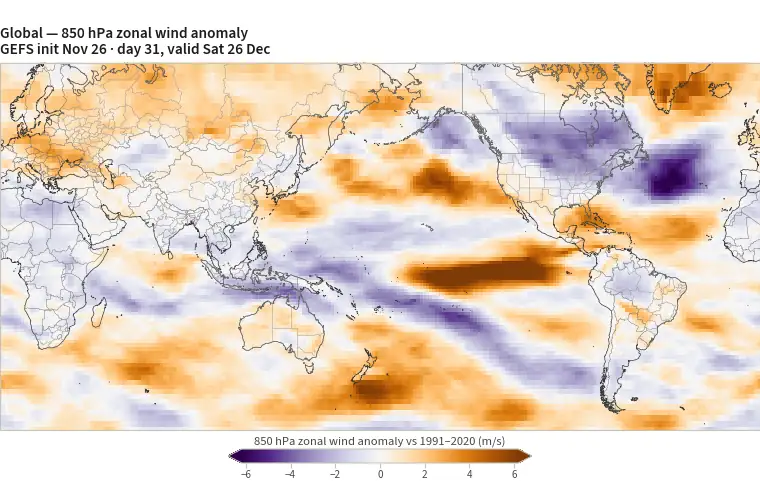 Global — 850 hPa zonal wind anomaly
GEFS init Nov 26 · day 31, valid Sat 26 Dec
850 hPa zonal wind anomaly vs 1991–2020 (m/s)
−6 −4 −2 0 2 4 6